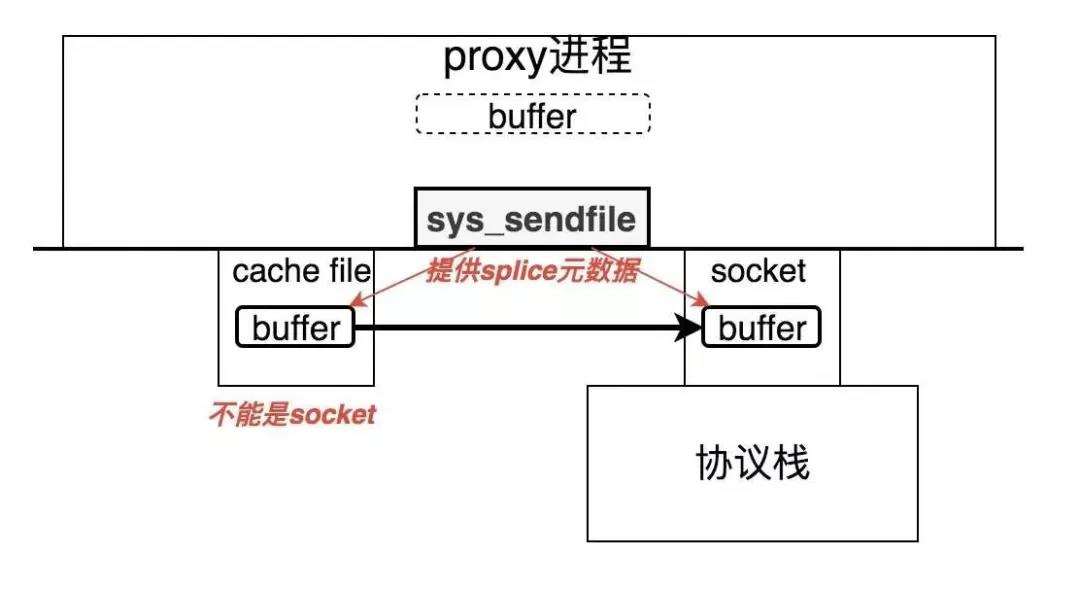 proxy进程
buffer
sys_sendfile
cache file
提供splice元数据
socket
buffer
buffer
不能是socket
协议栈